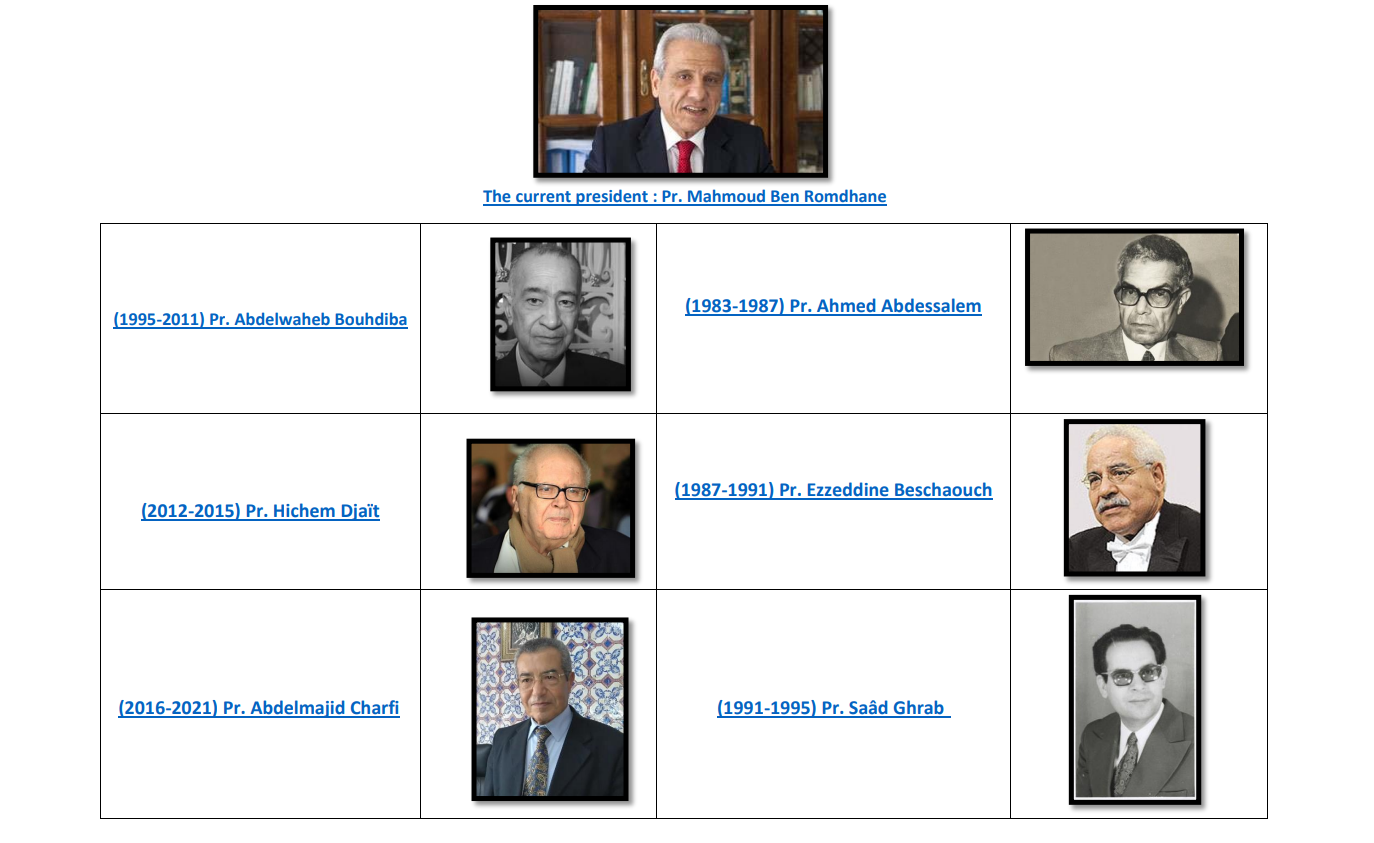 The current president : Pr. Mahmoud Ben Romdhane
(1995-2011) Pr. Abdelwaheb Bouhdiba
(1983-1987) Pr. Ahmed Abdessalem
(2012-2015) Pr. Hichem Djaït
(1987-1991) Pr. Ezzeddine Beschaouch
(2016-2021) Pr. Abdelmajid Charfi
(1991-1995) Pr. Saâd Ghrab